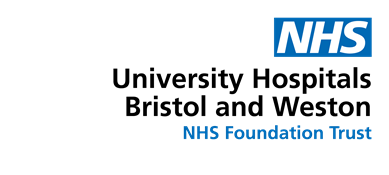 NHS
University Hospitals
Bristol and Weston
NHS Foundation Trust